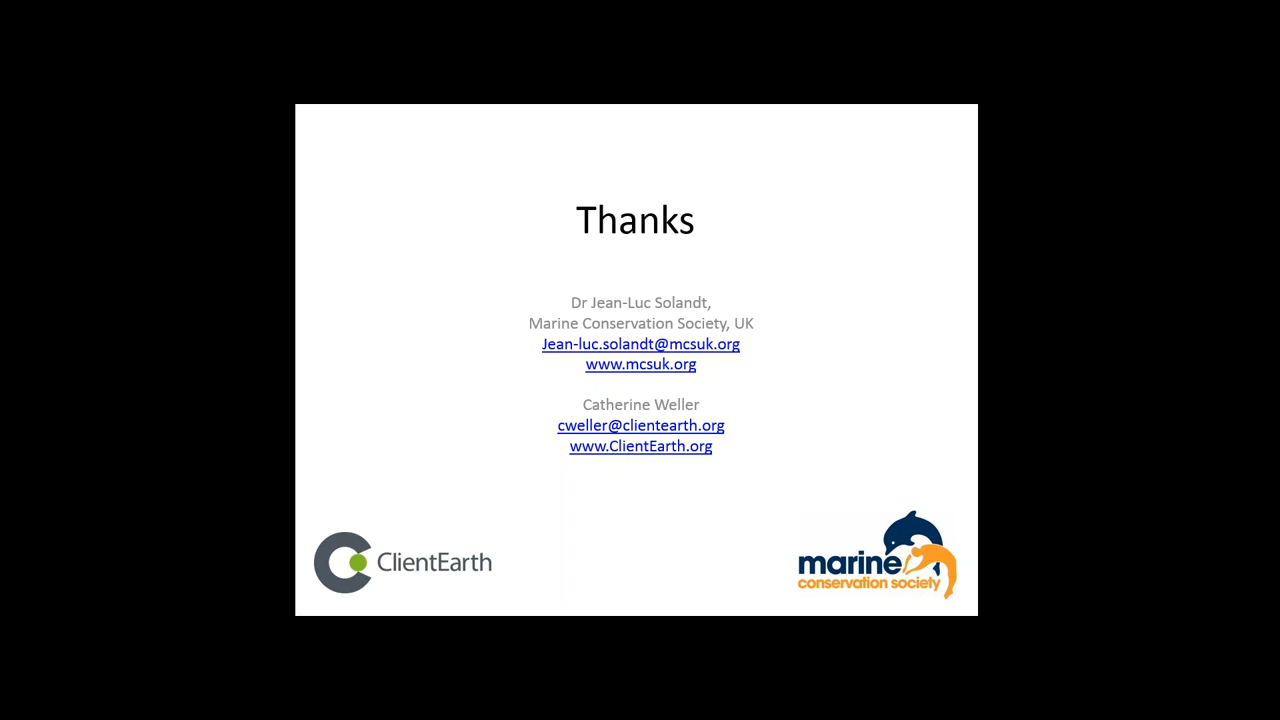 Thanks
Dr Jean-Luc Solandt,
Marine Conservation Society, UK
Jean-luc.solandt@mcsuk.org
www.mcsuk.org
Catherine Weller
cweller@clientearth.org
www.ClientEarth.org
ClientEarth
marine
conservation society